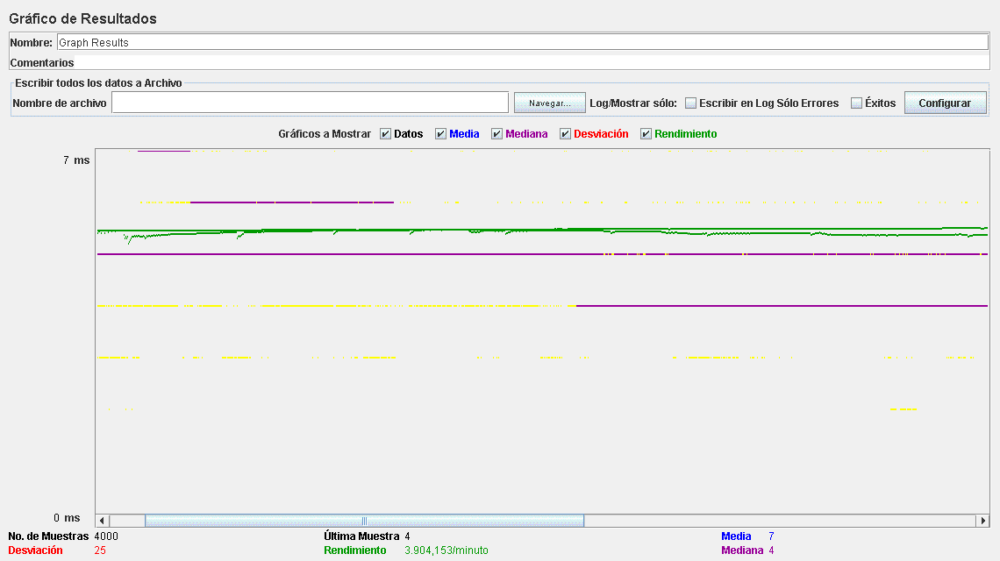 Gráfico de Resultados
Nombre: Graph Results
Comentarios
Escribir todos los datos a Archivo
Nombre de archivo Navegar... Log/Mostrar sólo: Escribir en Log Sólo Errores Éxitos Configurar
Gráficos a Mostrar Datos Media Mediana Desviación Rendimiento
7 ms
0 ms
No. de Muestras 4000 Última Muestra 4 Media 7
Desviación 25 Rendimiento 3.904,153/minuto Mediana 4